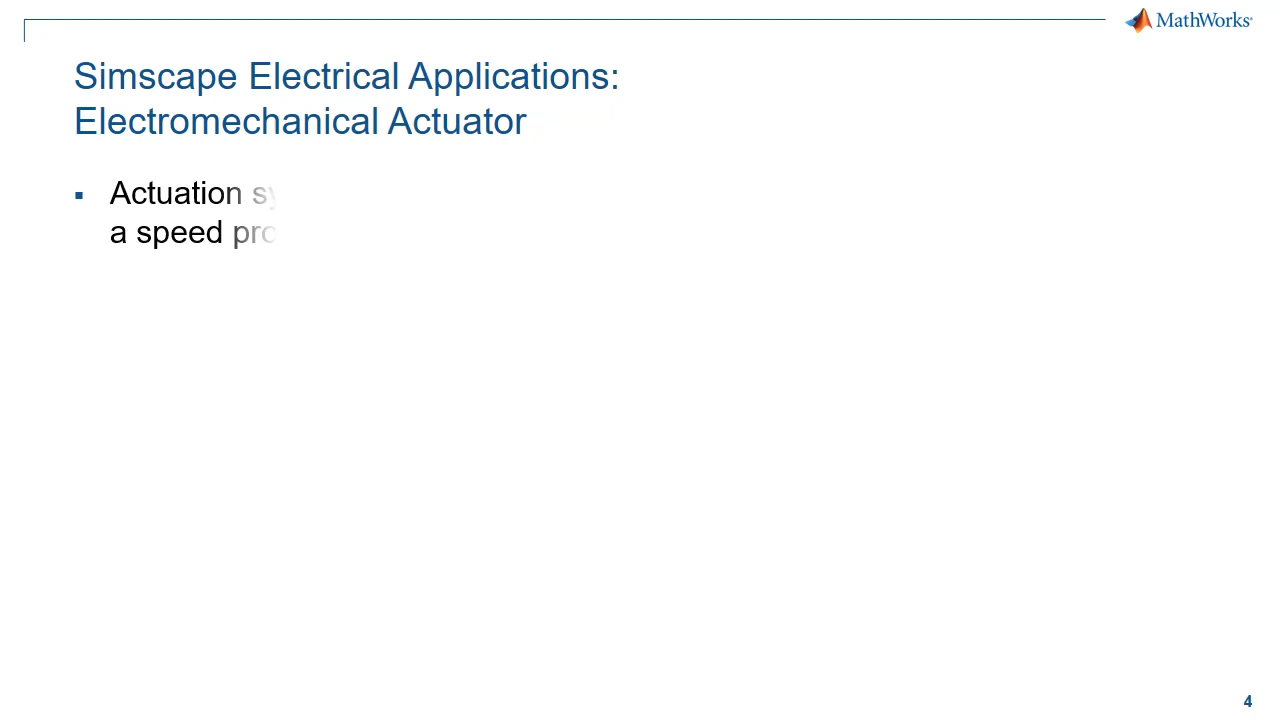 MathWorks
Simscape Electrical Applications:
Electromechanical Actuator
Actuation
a speed
4